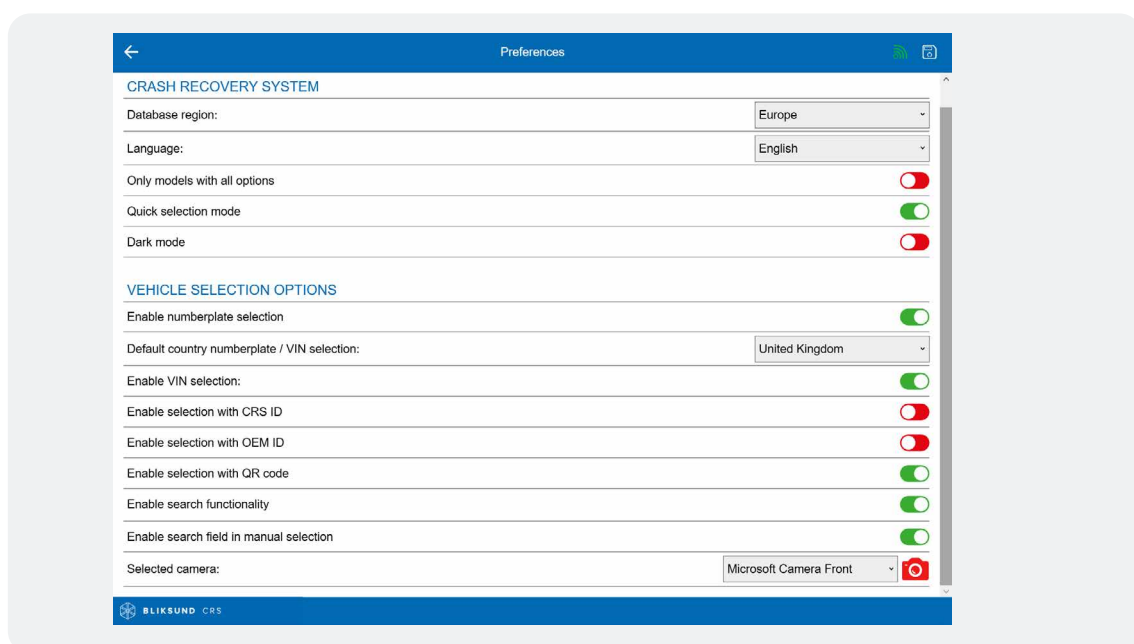 Preferences
CRASH RECOVERY SYSTEM
Database region: Europe
Language: English
Only models with all options
Quick selection mode
Dark mode
VEHICLE SELECTION OPTIONS
Enable numberplate selection
Default country numberplate / VIN selection: United Kingdom
Enable VIN selection:
Enable selection with CRS ID
Enable selection with OEM ID
Enable selection with QR code
Enable search functionality
Enable search field in manual selection
Selected camera: Microsoft Camera Front
BLIKSUND CRS